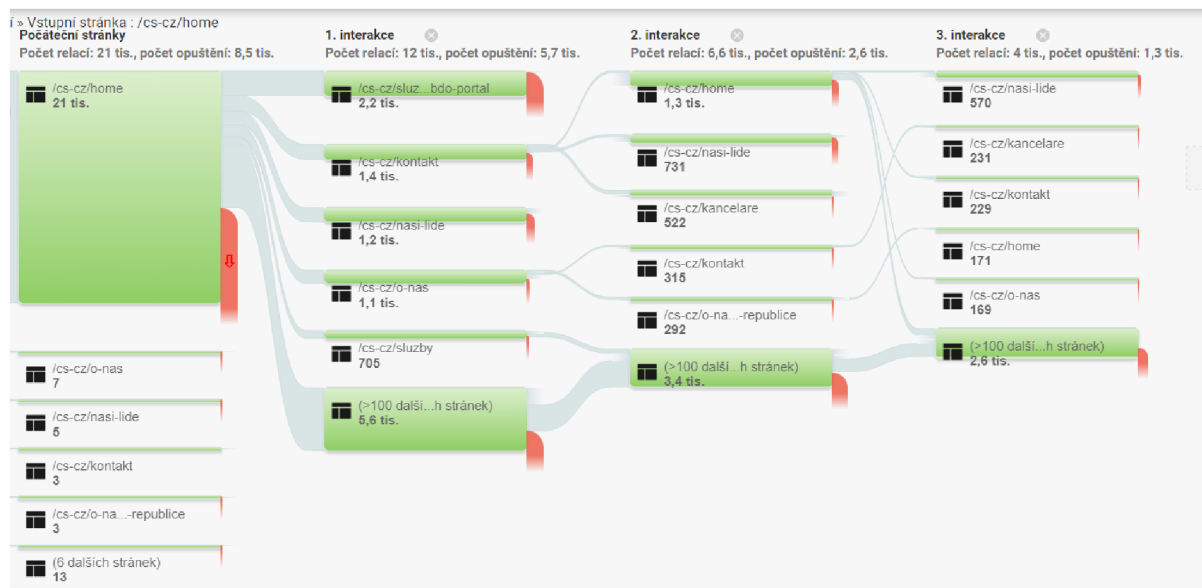 í » Vstupní stránka : /cs-cz/home
Počáteční stránky
Počet relací: 21 tis., počet opuštění: 8,5 tis.
/cs-cz/home
21 tis.
/cs-cz/o-nas
7
/cs-cz/nasi-lide
5
/cs-cz/kontakt
3
/cs-cz/o-na...-republice
3
(6 dalších stránek)
13
1. interakce
Počet relací: 12 tis., počet opuštění: 5,7 tis.
/cs-cz/sluz...bdo-portal
2,2 tis.
/cs-cz/kontakt
1,4 tis.
/cs-cz/nasi-lide
1,2 tis.
/cs-cz/o-nas
1,1 tis.
/cs-cz/sluzby
705
(>100 další...h stránek)
5,6 tis.
2. interakce
Počet relací: 6,6 tis., počet opuštění: 2,6 tis.
/cs-cz/home
1,3 tis.
/cs-cz/nasi-lide
731
/cs-cz/kancelare
522
/cs-cz/kontakt
315
/cs-cz/o-na...-republice
292
(>100 další...h stránek)
3,4 tis.
3. interakce
Počet relací: 4 tis., počet opuštění: 1,3 tis.
/cs-cz/nasi-lide
570
/cs-cz/kancelare
231
/cs-cz/kontakt
229
/cs-cz/home
171
/cs-cz/o-nas
169
(>100 další...h stránek)
2,6 tis.